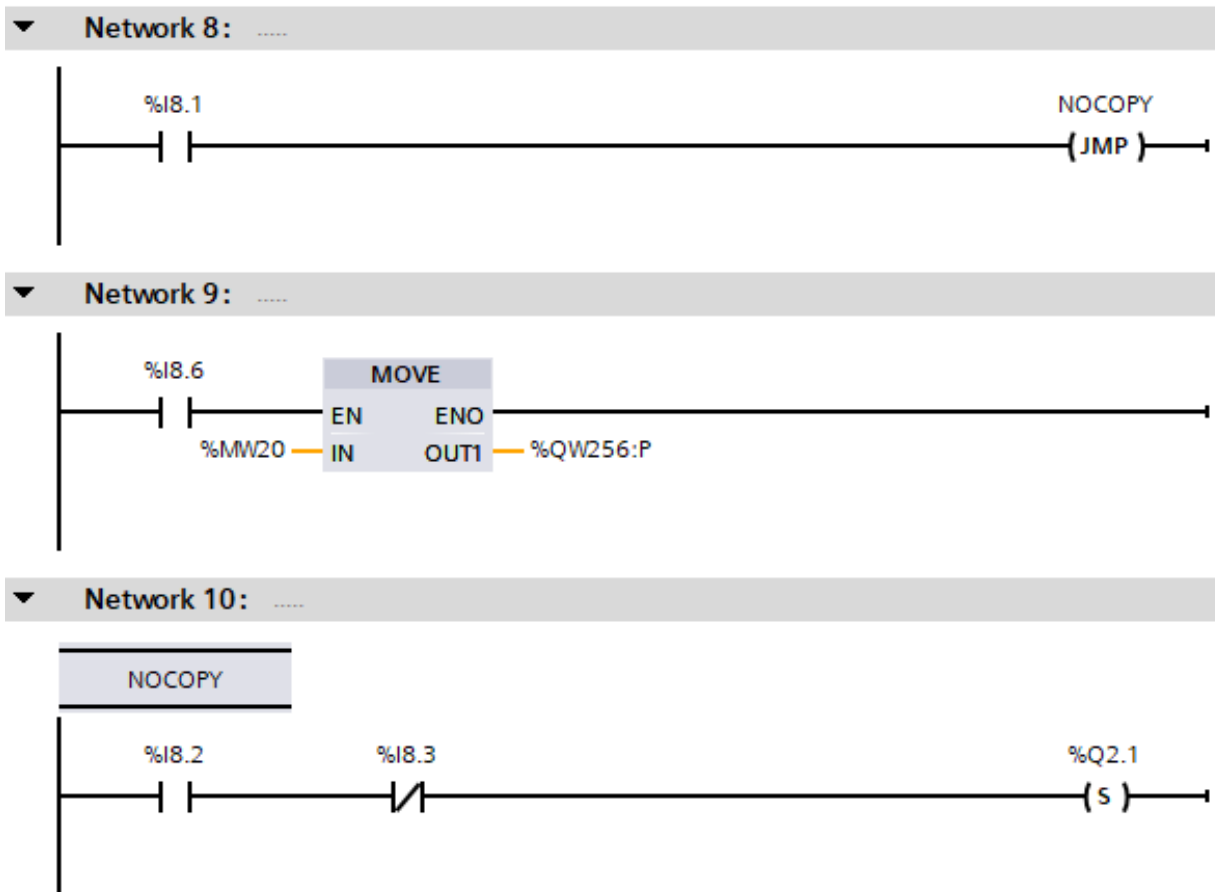 Network 8: .....
%I8.1 NOCOPY
JMP
Network 9: .....
%I8.6 MOVE
EN ENO
%MW20 IN OUT1 %QW256:P
Network 10: .....
NOCOPY
%I8.2 %I8.3 %Q2.1
S